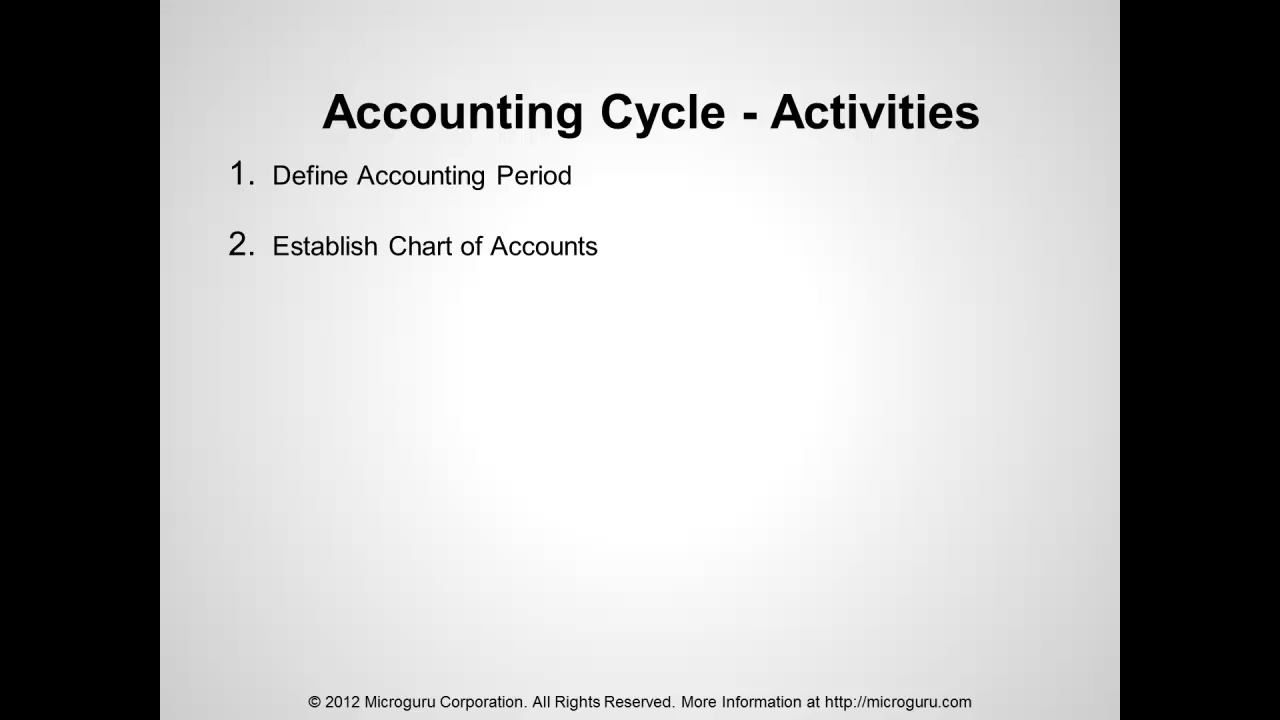 Accounting Cycle - Activities
1. Define Accounting Period
2. Establish Chart of Accounts
© 2012 Microguru Corporation. All Rights Reserved. More Information at http://microguru.com